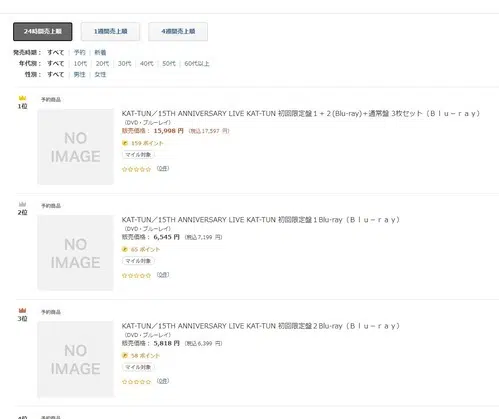 24時間売上順 1週間売上順 4週間売上順
発売時期： すべて | 予約 | 新着
年代別： すべて | 10代 | 20代 | 30代 | 40代 | 50代 | 60代以上
性別： すべて | 男性 | 女性
1位 予約商品
NO IMAGE
KAT-TUN／15TH ANNIVERSARY LIVE KAT-TUN 初回限定盤１＋２(Blu-ray)+通常盤 3枚セット（Ｂｌｕ－ｒａｙ）
（DVD・ブルーレイ）
販売価格： 15,998 円 （税込17,597 円）
159 ポイント
マイル対象
☆☆☆☆☆ (0件)
2位 予約商品
NO IMAGE
KAT-TUN／15TH ANNIVERSARY LIVE KAT-TUN 初回限定盤１Blu-ray（Ｂｌｕ－ｒａｙ）
（DVD・ブルーレイ）
販売価格： 6,545 円 （税込7,199 円）
65 ポイント
マイル対象
☆☆☆☆☆ (0件)
3位 予約商品
NO IMAGE
KAT-TUN／15TH ANNIVERSARY LIVE KAT-TUN 初回限定盤２Blu-ray（Ｂｌｕ－ｒａｙ）
（DVD・ブルーレイ）
販売価格： 5,818 円 （税込6,399 円）
58 ポイント
マイル対象
☆☆☆☆☆ (0件)